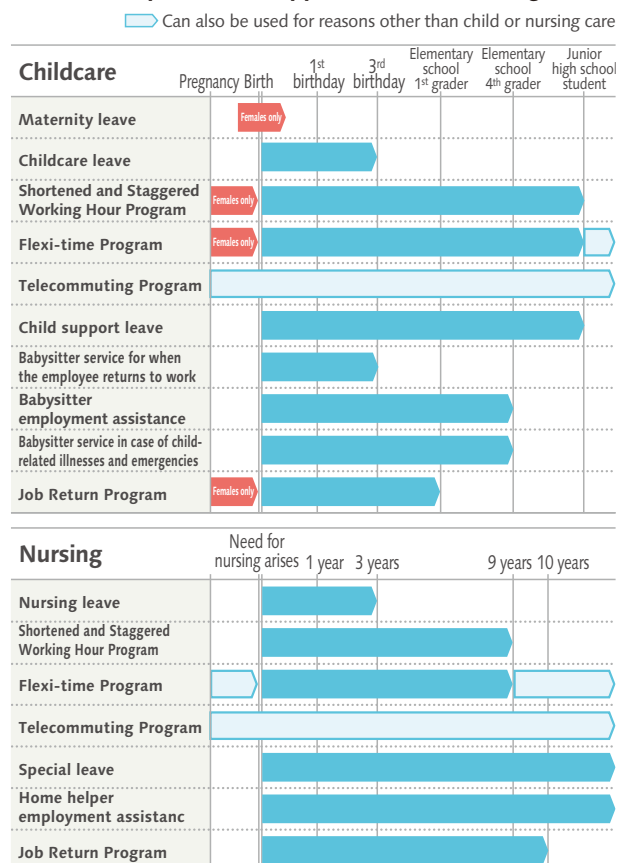 Can also be used for reasons other than child or nursing care
Childcare
Pregnancy Birth
1st birthday
3rd birthday
Elementary school 1st grader
Elementary school 4th grader
Junior high school student
Maternity leave
Females only
Childcare leave
Shortened and Staggered
Working Hour Program
Females only
Flexi-time Program
Females only
Telecommuting Program
Child support leave
Babysitter service for when
the employee returns to work
Babysitter
employment assistance
Babysitter service in case of child-
related illnesses and emergencies
Job Return Program
Females only
Nursing
Need for
nursing arises
1 year
3 years
9 years
10 years
Nursing leave
Shortened and Staggered
Working Hour Program
Flexi-time Program
Telecommuting Program
Special leave
Home helper
employment assistanc
Job Return Program